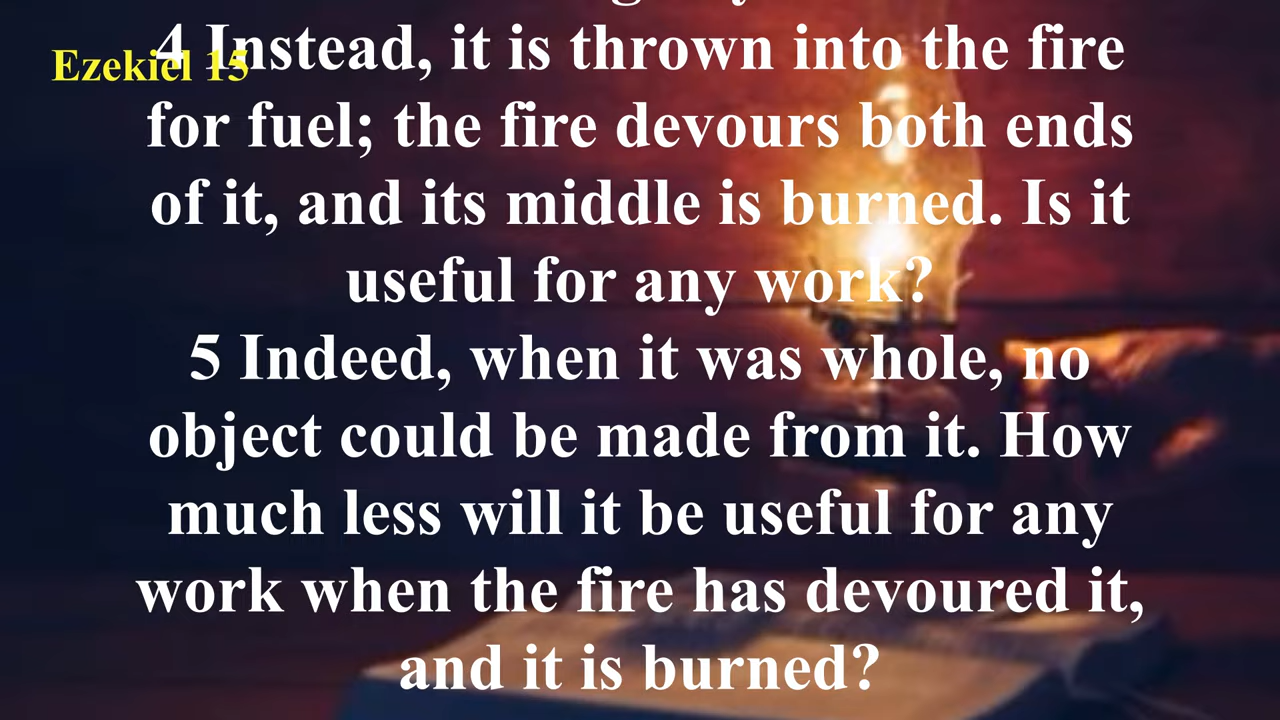 Ezekiel 15
4 Instead, it is thrown into the fire
for fuel; the fire devours both ends
of it, and its middle is burned. Is it
useful for any work?
5 Indeed, when it was whole, no
object could be made from it. How
much less will it be useful for any
work when the fire has devoured it,
and it is burned?